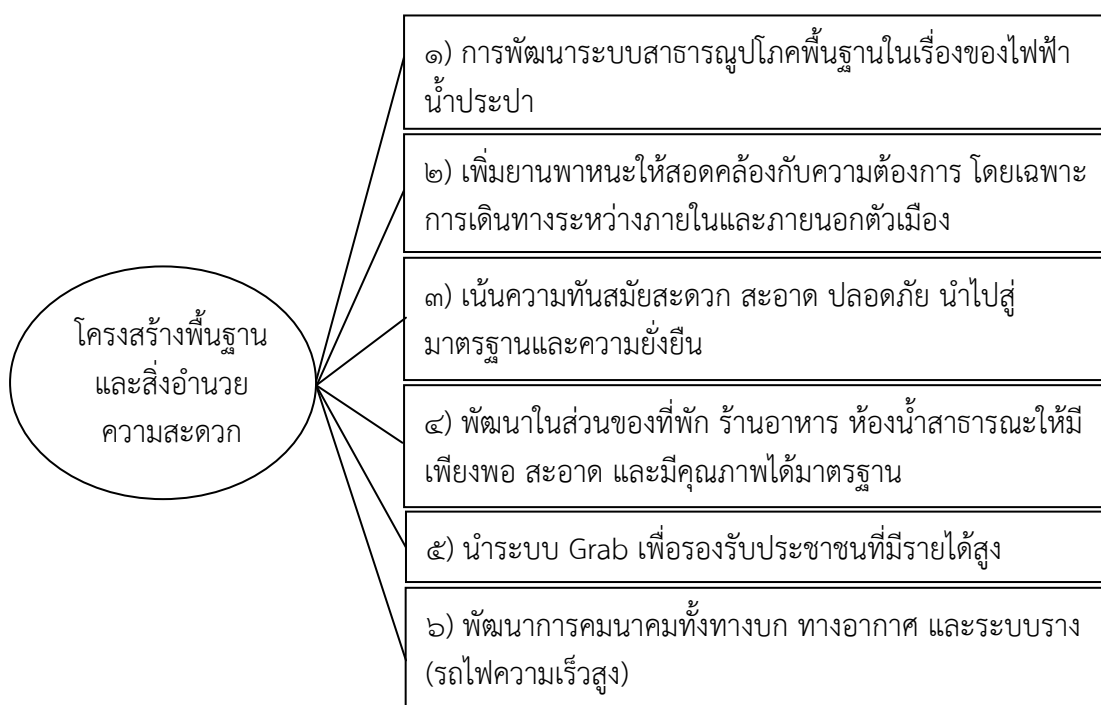 โครงสร้างพื้นฐาน
และสิ่งอำนวย
ความสะดวก
๑) การพัฒนาระบบสาธารณูปโภคพื้นฐานในเรื่องของไฟฟ้า
น้ำประปา
๒) เพิ่มยานพาหนะให้สอดคล้องกับความต้องการ โดยเฉพาะ
การเดินทางระหว่างภายในและภายนอกตัวเมือง
๓) เน้นความทันสมัยสะดวก สะอาด ปลอดภัย นำไปสู่
มาตรฐานและความยั่งยืน
๔) พัฒนาในส่วนของที่พัก ร้านอาหาร ห้องน้ำสาธารณะให้มี
เพียงพอ สะอาด และมีคุณภาพได้มาตรฐาน
๕) นำระบบ Grab เพื่อรองรับประชาชนที่มีรายได้สูง
๖) พัฒนาการคมนาคมทั้งทางบก ทางอากาศ และระบบราง
(รถไฟความเร็วสูง)